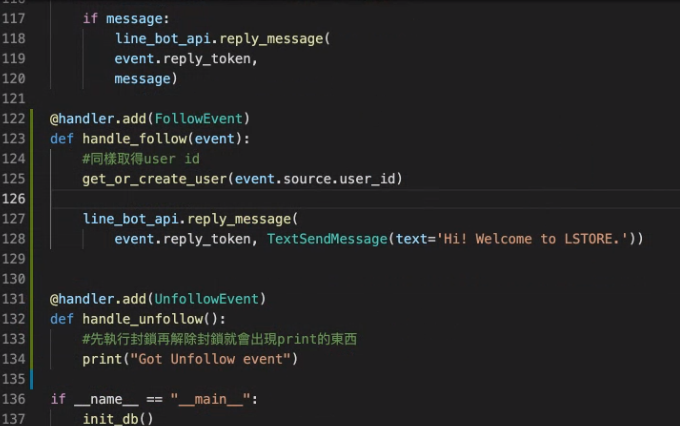 117 if message:
118 line_bot_api.reply_message(
119 event.reply_token,
120 message)
121
122 @handler.add(FollowEvent)
123 def handle_follow(event):
124 #同樣取得user id
125 get_or_create_user(event.source.user_id)
126
127 line_bot_api.reply_message(
128 event.reply_token, TextSendMessage(text='Hi! Welcome to LSTORE.'))
129
130
131 @handler.add(UnfollowEvent)
132 def handle_unfollow():
133 #先執行封鎖再解除封鎖就會出現print的東西
134 print("Got Unfollow event")
135
136 if __name__ == "__main__":
137 init_db()